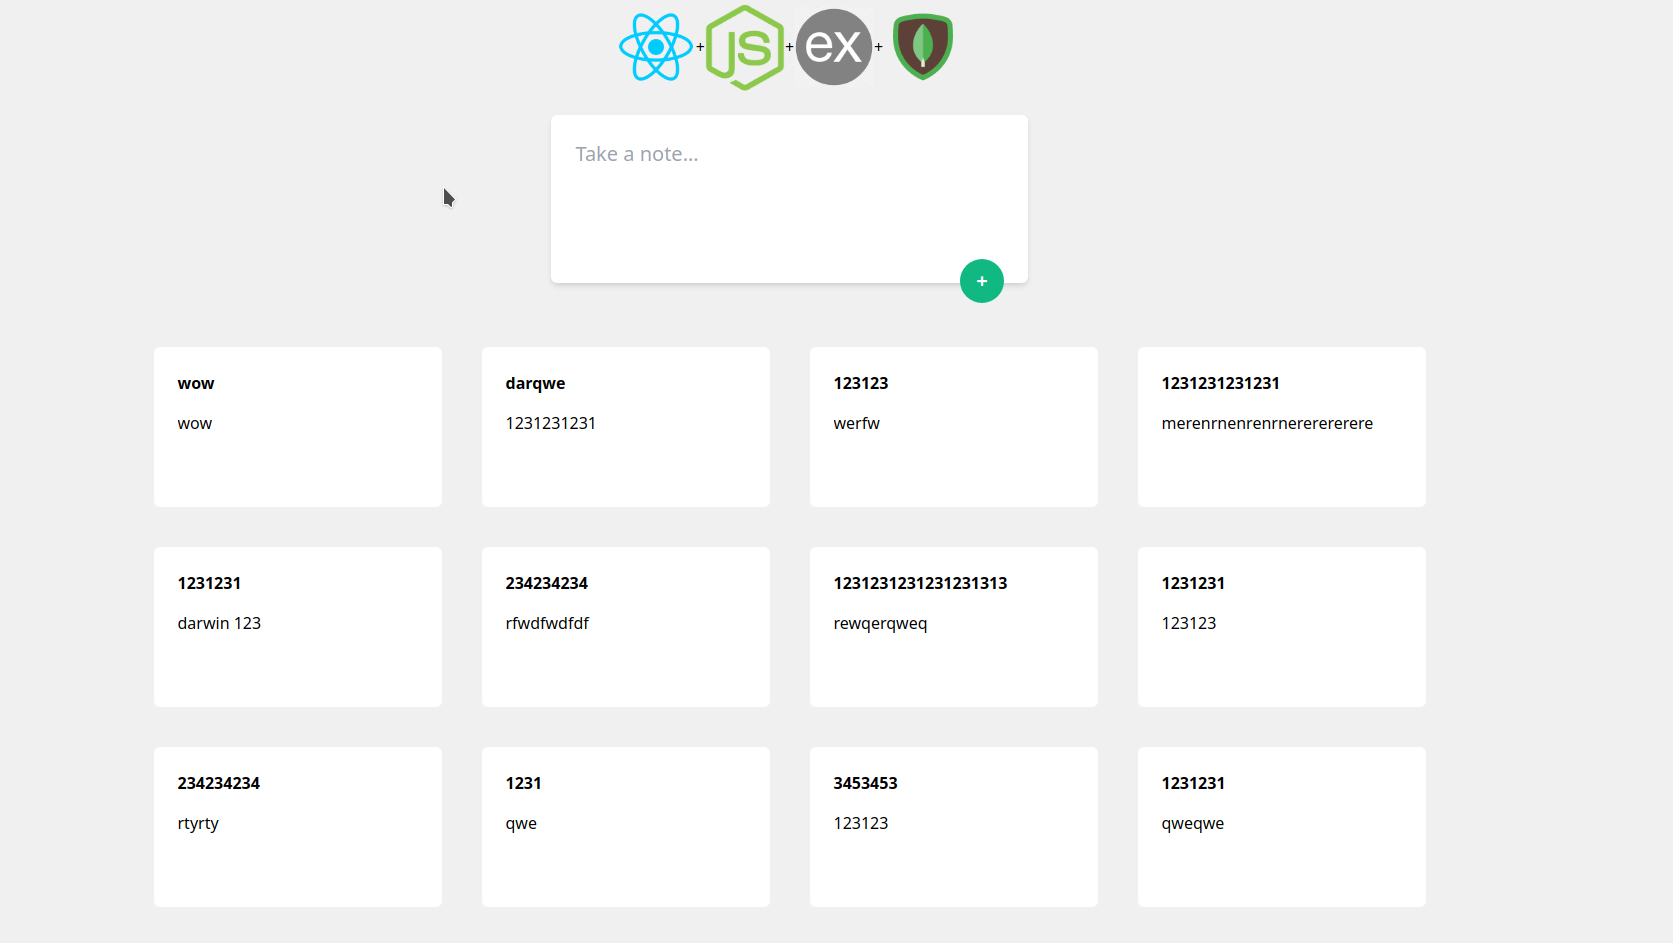 + JS + ex +
Take a note...
+
wow
wow
darqwe
1231231231
123123
werfw
1231231231231
merenrnenrenrnerererererere
1231231
darwin 123
234234234
rfwdfwdfdf
1231231231231231313
rewqerqweq
1231231
123123
234234234
rtyrty
1231
qwe
3453453
123123
1231231
qweqwe